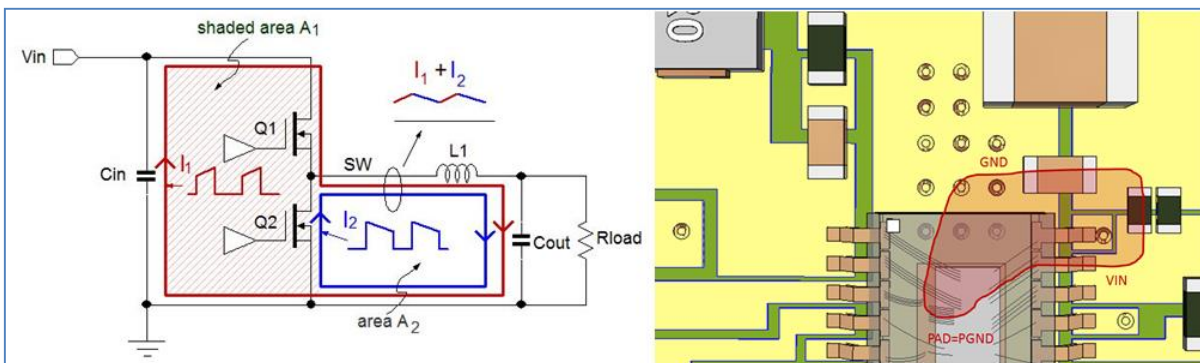 shaded area A1
Vin
I1 + I2
Q1
SW
L1
I1
Cin
Q2
I2
Cout
Rload
area A2
GND
VIN
PAD=PGND